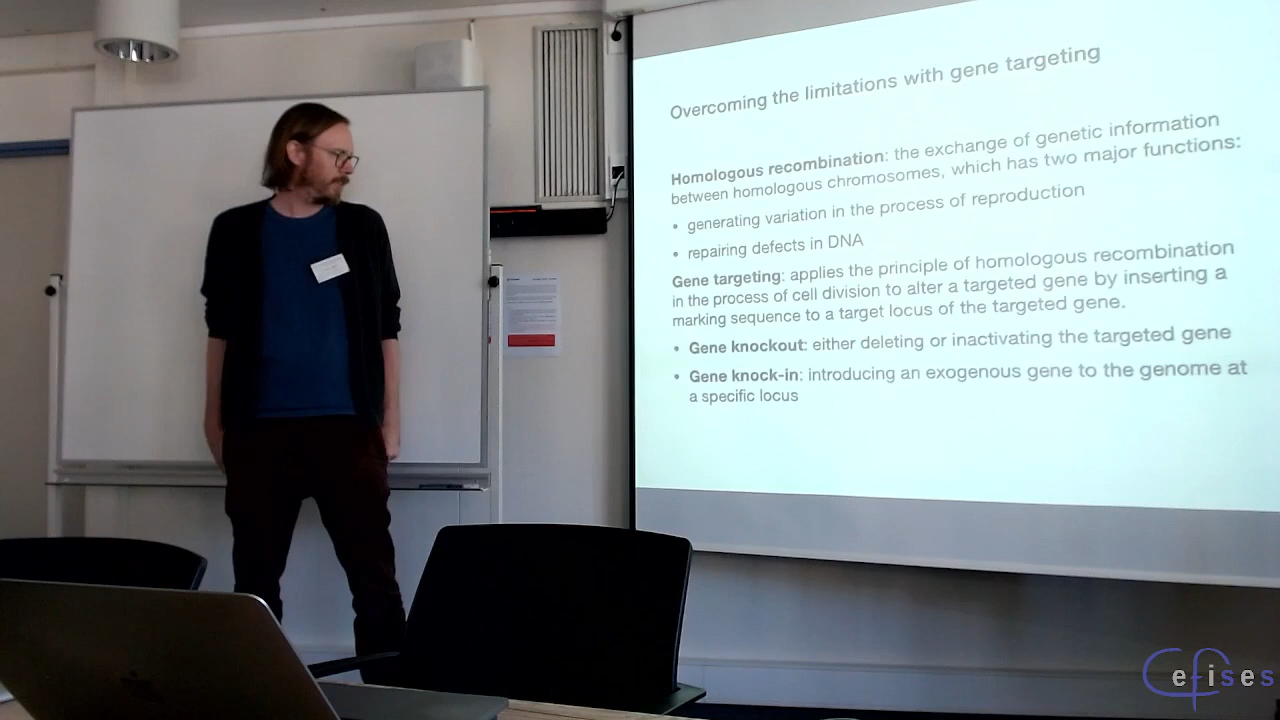 Overcoming the limitations with gene targeting
Homologous recombination: the exchange of genetic information
between homologous chromosomes, which has two major functions:
• generating variation in the process of reproduction
• repairing defects in DNA
Gene targeting: applies the principle of homologous recombination
in the process of cell division to alter a targeted gene by inserting a
marking sequence to a target locus of the targeted gene.
• Gene knockout: either deleting or inactivating the targeted gene
• Gene knock-in: introducing an exogenous gene to the genome at
a specific locus
Cefises